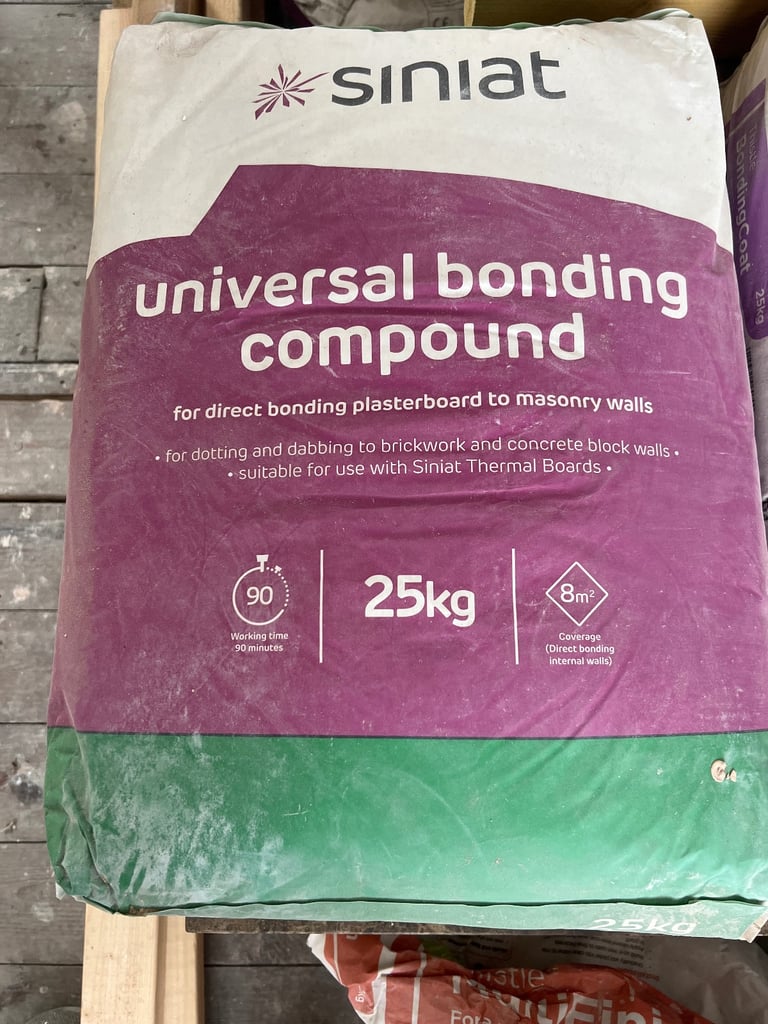 siniat
universal bonding
compound
for direct bonding plasterboard to masonry walls
• for dotting and dabbing to brickwork and concrete block walls •
• suitable for use with Siniat Thermal Boards •
90
Working time
90 minutes
25kg
8m²
Coverage
(Direct bonding
internal walls)
25kg
BondingCoat
25kg